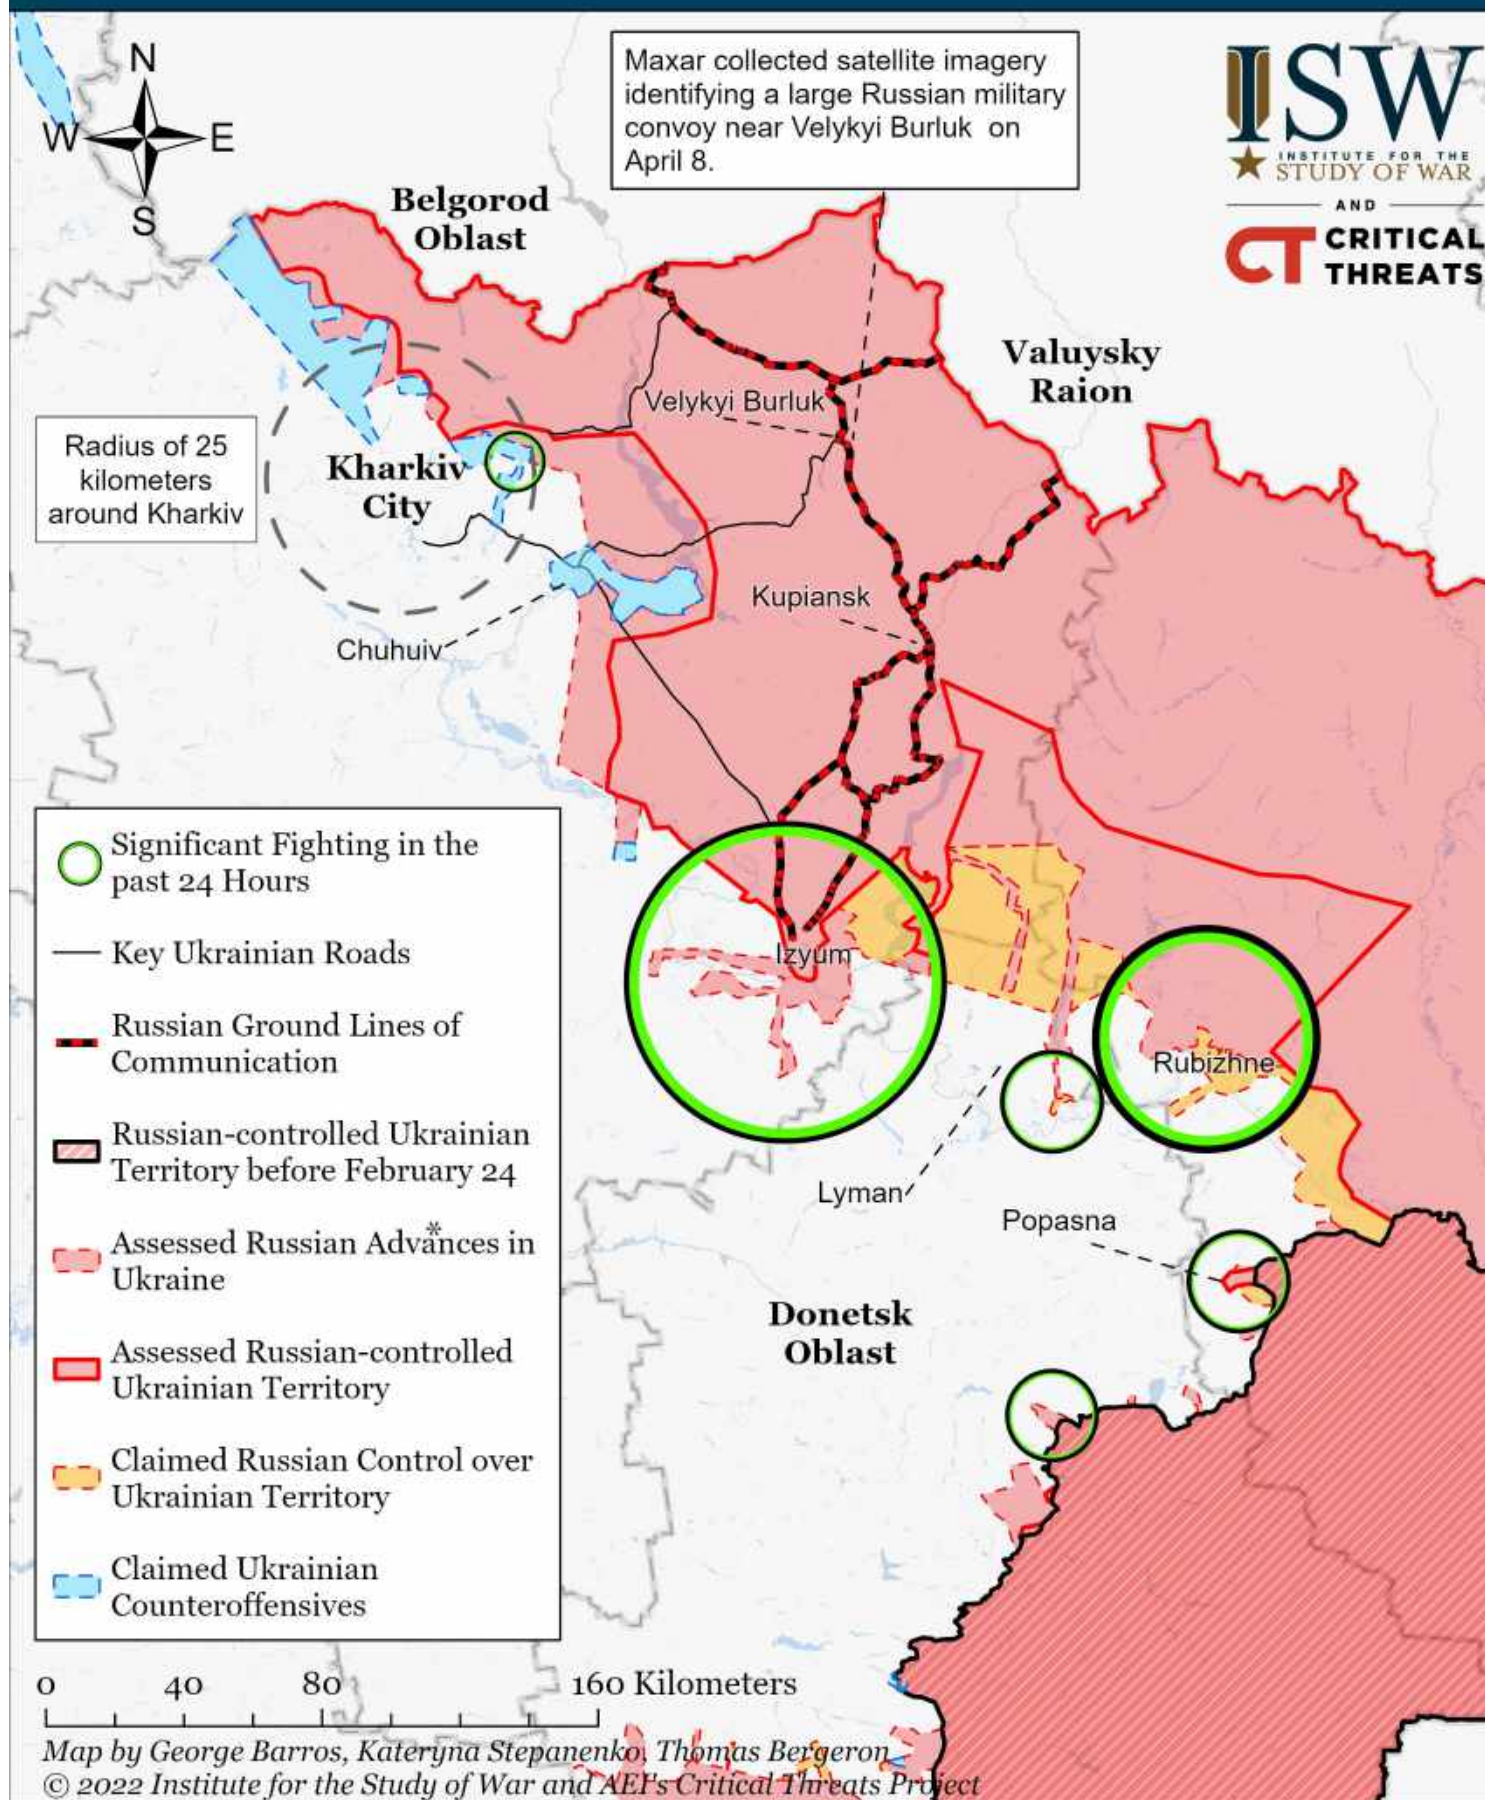 N
W E
S
Maxar collected satellite imagery
identifying a large Russian military
convoy near Velykyi Burluk on
April 8.
ISW
INSTITUTE FOR THE
STUDY OF WAR
AND
CT CRITICAL
THREATS
Belgorod
Oblast
Valuysky
Raion
Velykyi Burluk
Radius of 25
kilometers
around Kharkiv
Kharkiv
City
Kupiansk
Chuhuiv
Izyum
Rubizhne
Lyman
Popasna
Donetsk
Oblast
Significant Fighting in the
past 24 Hours
Key Ukrainian Roads
Russian Ground Lines of
Communication
Russian-controlled Ukrainian
Territory before February 24
Assessed Russian Advances* in
Ukraine
Assessed Russian-controlled
Ukrainian Territory
Claimed Russian Control over
Ukrainian Territory
Claimed Ukrainian
Counteroffensives
0 40 80 160 Kilometers
Map by George Barros, Kateryna Stepanenko, Thomas Bergeron
© 2022 Institute for the Study of War and AEI's Critical Threats Project